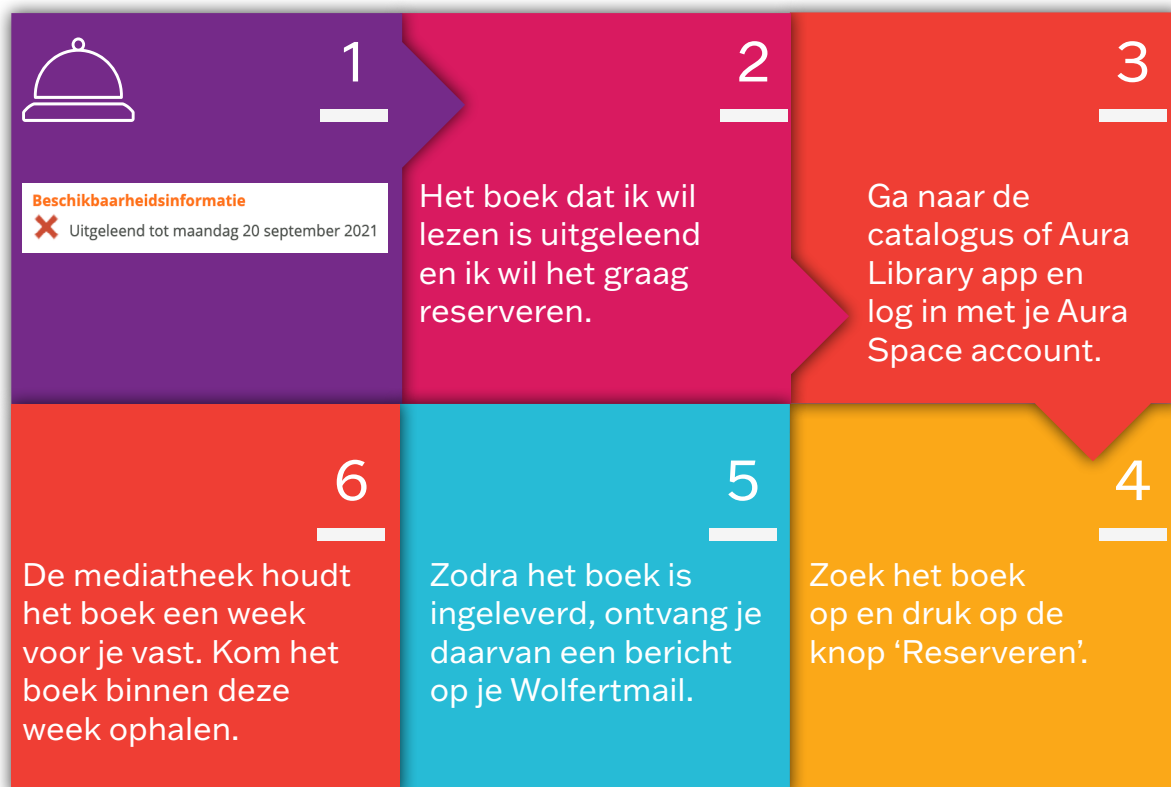 1
Beschikbaarheidsinformatie
Uitgeleend tot maandag 20 september 2021
2
Het boek dat ik wil
lezen is uitgeleend
en ik wil het graag
reserveren.
3
Ga naar de
catalogus of Aura
Library app en
log in met je Aura
Space account.
4
Zoek het boek
op en druk op de
knop ‘Reserveren’.
5
Zodra het boek is
ingeleverd, ontvang je
daarvan een bericht
op je Wolfertmail.
6
De mediatheek houdt
het boek een week
voor je vast. Kom het
boek binnen deze
week ophalen.